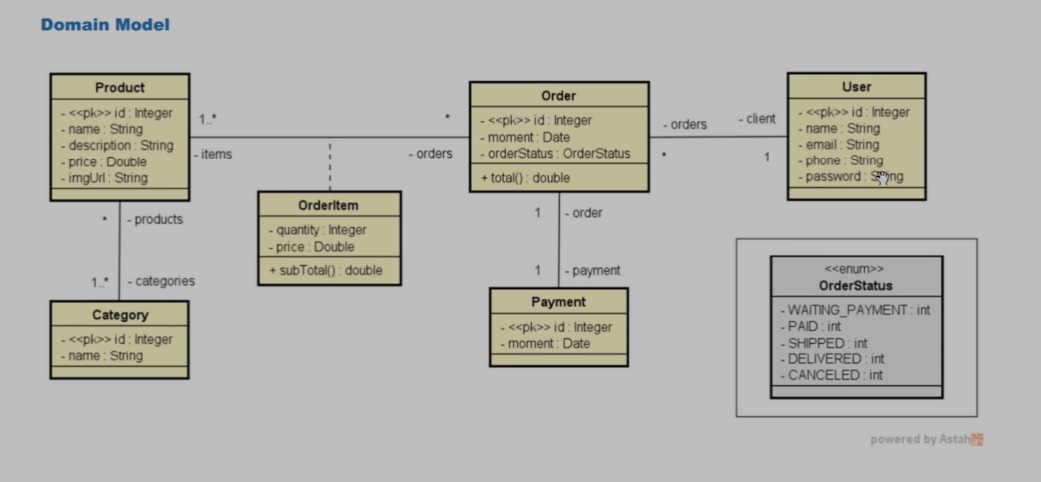 Domain Model
Product
- <<pk>> id : Integer
- name : String
- description : String
- price : Double
- imgUrl : String
1..*
- items
*
- orders
Order
- <<pk>> id : Integer
- moment : Date
- orderStatus : OrderStatus
+ total() : double
- orders
*
- client
1
User
- <<pk>> id : Integer
- name : String
- email : String
- phone : String
- password : String
OrderItem
- quantity : Integer
- price : Double
+ subTotal() : double
* - products
1..* - categories
Category
- <<pk>> id : Integer
- name : String
1 - order
1 - payment
Payment
- <<pk>> id : Integer
- moment : Date
<<enum>>
OrderStatus
- WAITING_PAYMENT : int
- PAID : int
- SHIPPED : int
- DELIVERED : int
- CANCELED : int
powered by Astah